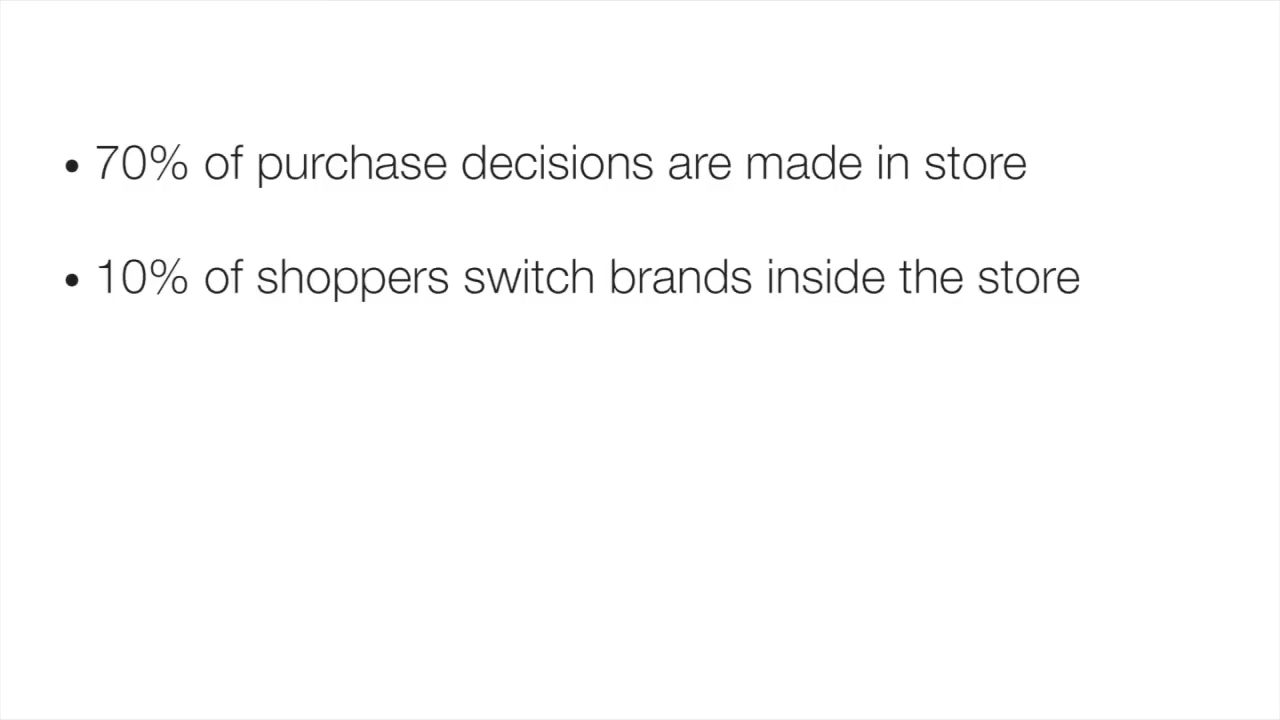 • 70% of purchase decisions are made in store
• 10% of shoppers switch brands inside the store